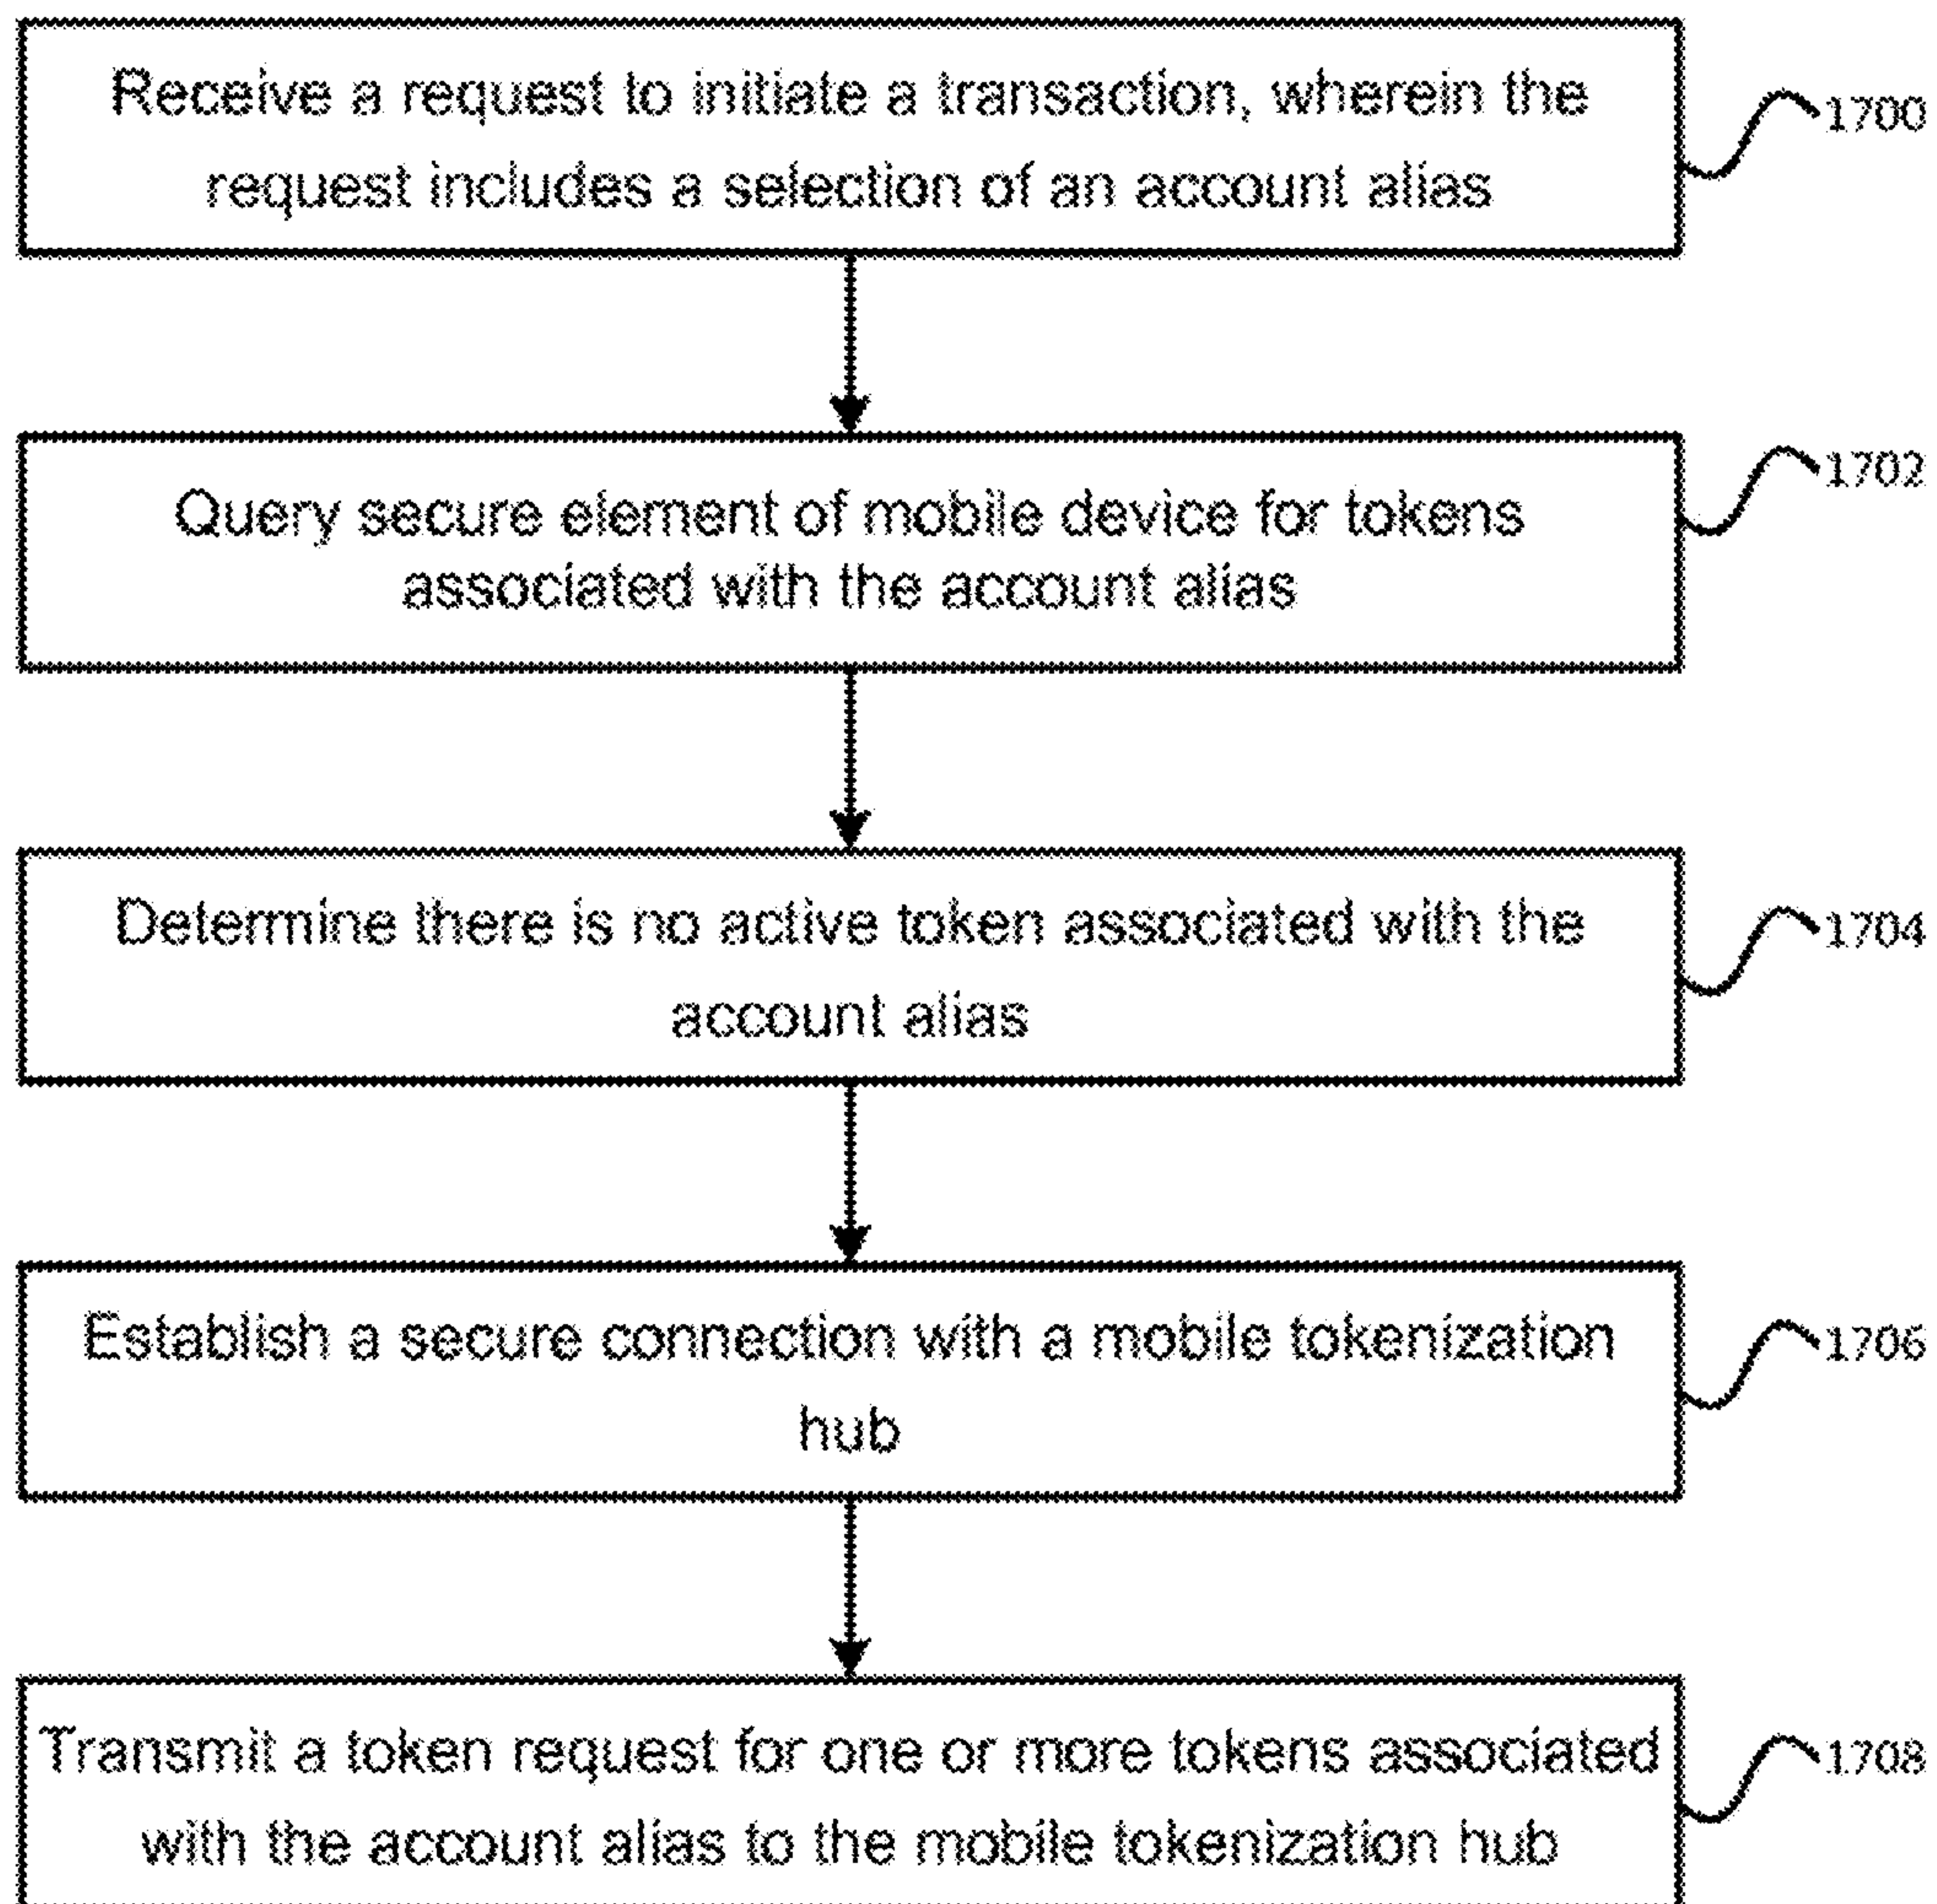 Receive a request to initiate a transaction, wherein the
request includes a selection of an account alias
1700
Query secure element of mobile device for tokens
associated with the account alias
1702
Determine there is no active token associated with the
account alias
1704
Establish a secure connection with a mobile tokenization
hub
1706
Transmit a token request for one or more tokens associated
with the account alias to the mobile tokenization hub
1708